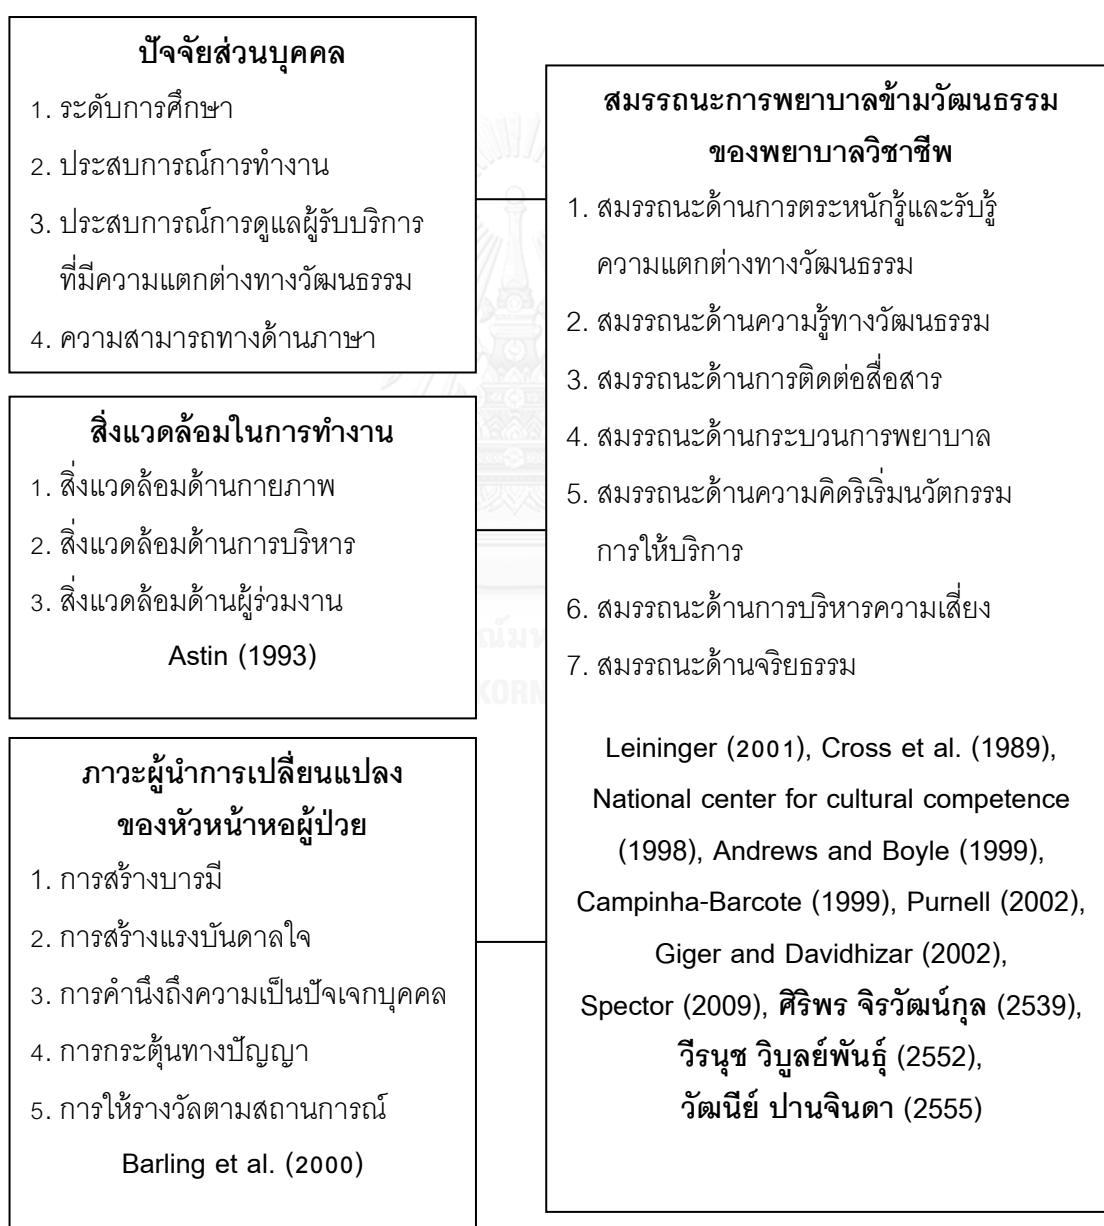 ปัจจัยส่วนบุคคล
1. ระดับการศึกษา
2. ประสบการณ์การทำงาน
3. ประสบการณ์การดูแลผู้รับบริการ
ที่มีความแตกต่างทางวัฒนธรรม
4. ความสามารถทางด้านภาษา
สิ่งแวดล้อมในการทำงาน
1. สิ่งแวดล้อมด้านกายภาพ
2. สิ่งแวดล้อมด้านการบริหาร
3. สิ่งแวดล้อมด้านผู้ร่วมงาน
Astin (1993)
ภาวะผู้นำการเปลี่ยนแปลง
ของหัวหน้าหอผู้ป่วย
1. การสร้างบารมี
2. การสร้างแรงบันดาลใจ
3. การคำนึงถึงความเป็นปัจเจกบุคคล
4. การกระตุ้นทางปัญญา
5. การให้รางวัลตามสถานการณ์
Barling et al. (2000)
สมรรถนะการพยาบาลข้ามวัฒนธรรม
ของพยาบาลวิชาชีพ
1. สมรรถนะด้านการตระหนักรู้และรับรู้
ความแตกต่างทางวัฒนธรรม
2. สมรรถนะด้านความรู้ทางวัฒนธรรม
3. สมรรถนะด้านการติดต่อสื่อสาร
4. สมรรถนะด้านกระบวนการพยาบาล
5. สมรรถนะด้านความคิดริเริ่มนวัตกรรม
การให้บริการ
6. สมรรถนะด้านการบริหารความเสี่ยง
7. สมรรถนะด้านจริยธรรม
Leininger (2001), Cross et al. (1989),
National center for cultural competence
(1998), Andrews and Boyle (1999),
Campinha-Barcote (1999), Purnell (2002),
Giger and Davidhizar (2002),
Spector (2009), ศิริพร จิรวัฒน์กุล (2539),
วีรนุช วิบูลย์พันธุ์ (2552),
วัฒนีย์ ปานจินดา (2555)